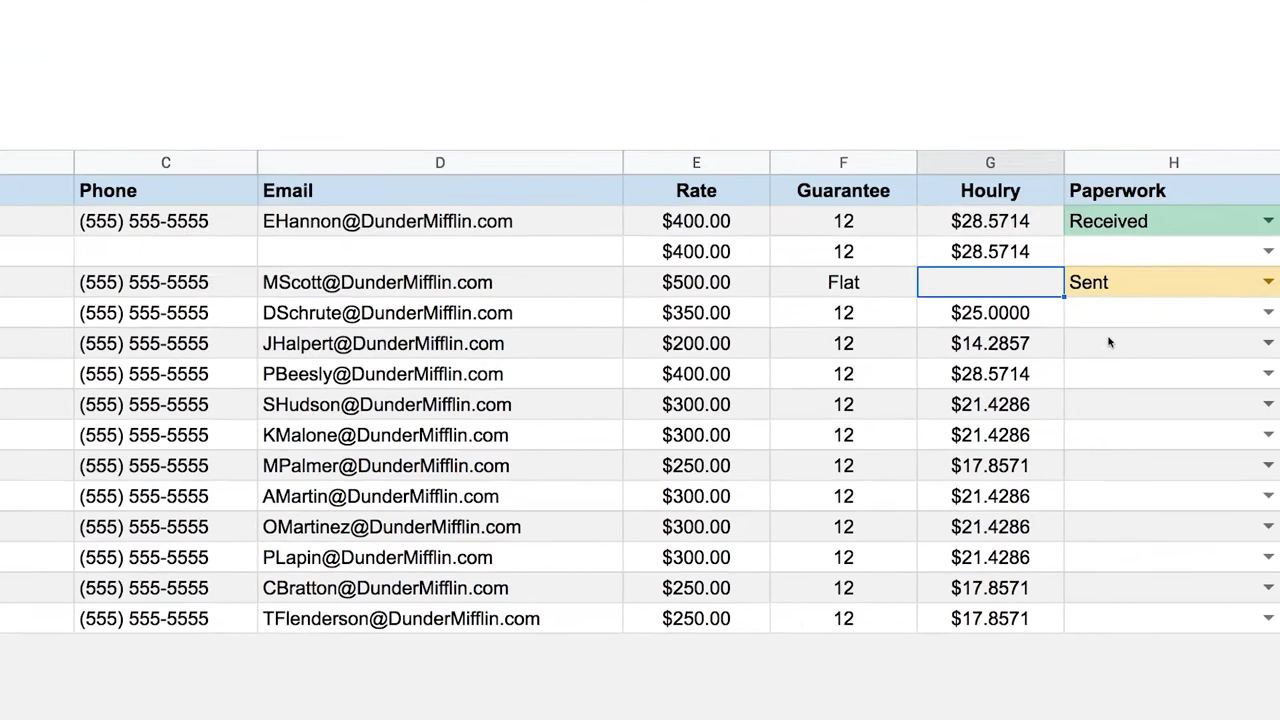 C D E F G H
Phone Email Rate Guarantee Houlry Paperwork
(555) 555-5555 EHannon@DunderMifflin.com $400.00 12 $28.5714 Received
$400.00 12 $28.5714
(555) 555-5555 MScott@DunderMifflin.com $500.00 Flat Sent
(555) 555-5555 DSchrute@DunderMifflin.com $350.00 12 $25.0000
(555) 555-5555 JHalpert@DunderMifflin.com $200.00 12 $14.2857
(555) 555-5555 PBeesly@DunderMifflin.com $400.00 12 $28.5714
(555) 555-5555 SHudson@DunderMifflin.com $300.00 12 $21.4286
(555) 555-5555 KMalone@DunderMifflin.com $300.00 12 $21.4286
(555) 555-5555 MPalmer@DunderMifflin.com $250.00 12 $17.8571
(555) 555-5555 AMartin@DunderMifflin.com $300.00 12 $21.4286
(555) 555-5555 OMartinez@DunderMifflin.com $300.00 12 $21.4286
(555) 555-5555 PLapin@DunderMifflin.com $300.00 12 $21.4286
(555) 555-5555 CBratton@DunderMifflin.com $250.00 12 $17.8571
(555) 555-5555 TFlenderson@DunderMifflin.com $250.00 12 $17.8571